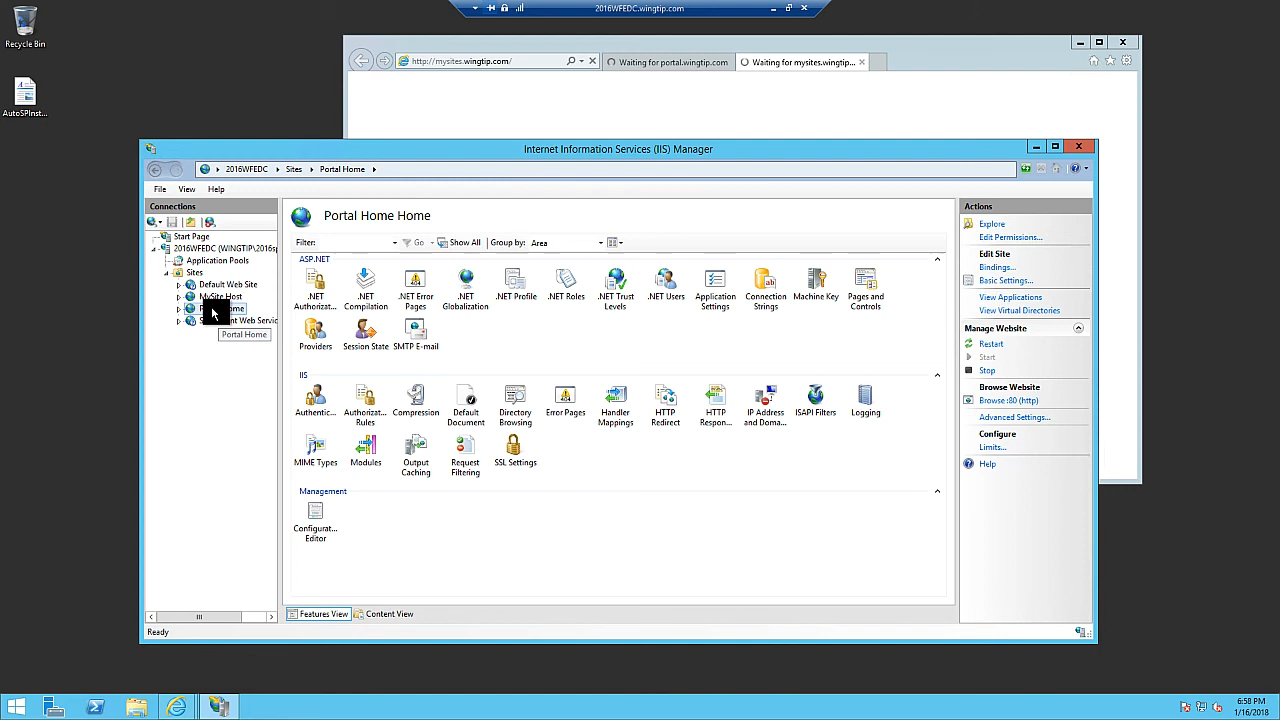 2016WFEDC.wingtip.com
Recycle Bin
AutoSPInst...
http://mysites.wingtip.com/
Waiting for portal.wingtip.com
Waiting for mysites.wingtip...
Internet Information Services (IIS) Manager
2016WFEDC
Sites
Portal Home
File
View
Help
Connections
Start Page
2016WFEDC (WINGTIP\2016sp
Application Pools
Sites
Default Web Site
MySite Host
Portal Home
Portal Home Home
Filter:
Go
Show All
Group by:
Area
ASP.NET
.NET Authoriz...
.NET Compilation
.NET Error Pages
.NET Globalization
.NET Profile
.NET Roles
.NET Trust Levels
.NET Users
Application Settings
Connection Strings
Machine Key
Pages and Controls
Providers
Session State
SMTP E-mail
IIS
Authentic...
Authorizat... Rules
Compression
Default Document
Directory Browsing
Error Pages
Handler Mappings
HTTP Redirect
HTTP Respon...
IP Address and Doma...
ISAPI Filters
Logging
MIME Types
Modules
Output Caching
Request Filtering
SSL Settings
Management
Configurat... Editor
Features View
Content View
Ready
Actions
Explore
Edit Permissions...
Edit Site
Bindings...
Basic Settings...
View Applications
View Virtual Directories
Manage Website
Restart
Start
Stop
Browse Website
Browse :80 (http)
Advanced Settings...
Configure
Limits...
Help
6:58 PM
1/16/2018